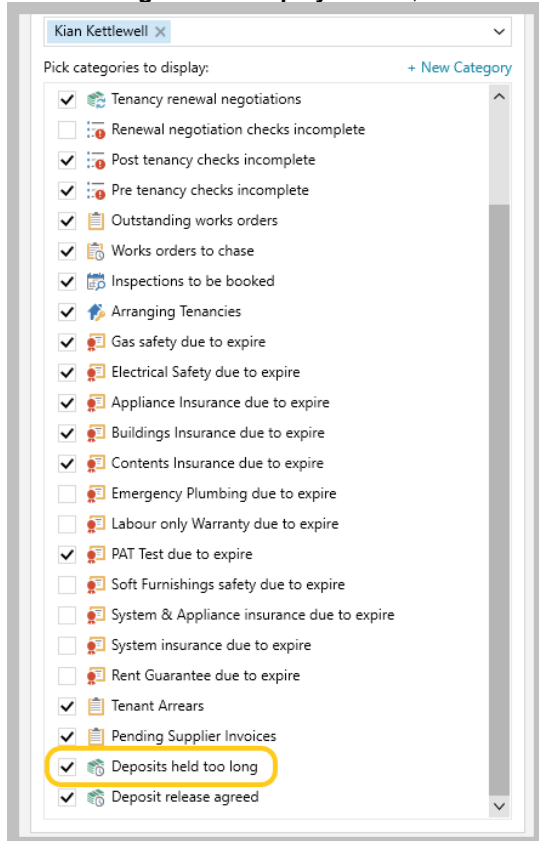 Kian Kettlewell
Pick categories to display: + New Category
Tenancy renewal negotiations
Renewal negotiation checks incomplete
Post tenancy checks incomplete
Pre tenancy checks incomplete
Outstanding works orders
Works orders to chase
Inspections to be booked
Arranging Tenancies
Gas safety due to expire
Electrical Safety due to expire
Appliance Insurance due to expire
Buildings Insurance due to expire
Contents Insurance due to expire
Emergency Plumbing due to expire
Labour only Warranty due to expire
PAT Test due to expire
Soft Furnishings safety due to expire
System & Appliance insurance due to expire
System insurance due to expire
Rent Guarantee due to expire
Tenant Arrears
Pending Supplier Invoices
Deposits held too long
Deposit release agreed